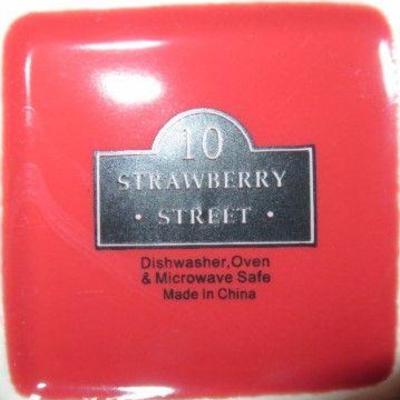 10
STRAWBERRY
· STREET ·
Dishwasher,Oven
& Microwave Safe
Made In China